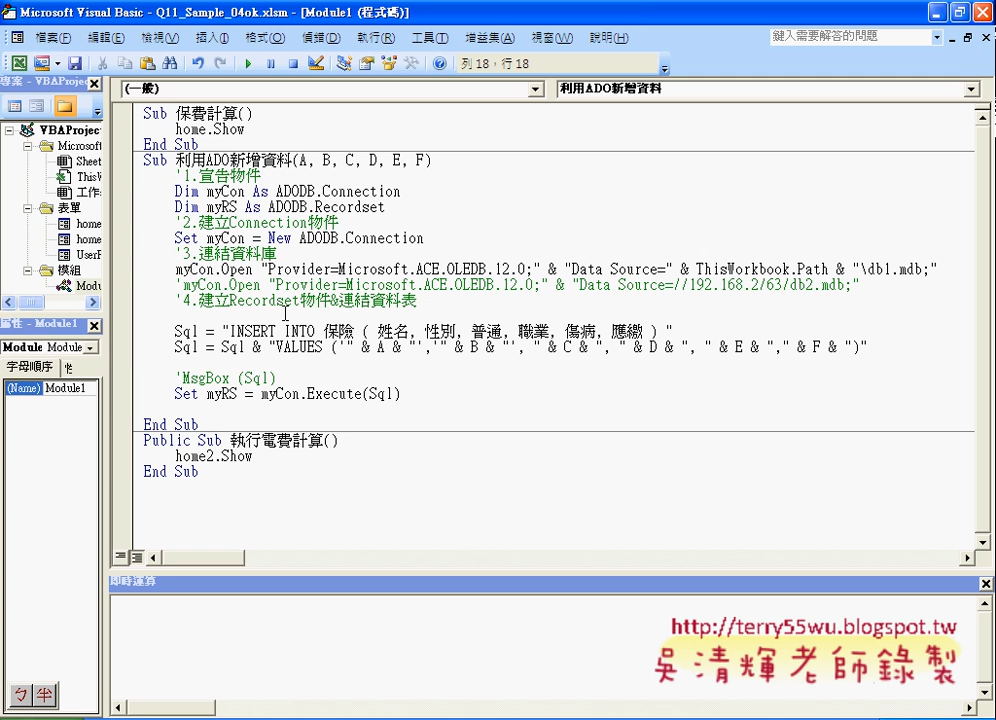 Microsoft Visual Basic - Q11_Sample_04ok.xlsm - [Module1 (程式碼)]
檔案(F) 編輯(E) 檢視(V) 插入(I) 格式(O) 偵錯(D) 執行(R) 工具(T) 增益集(A) 視窗(W) 說明(H) 鍵入需要解答的問題
列 18，行 18
專案 - VBAProjec
(一般) 利用ADO新增資料
VBAProjec
Microsoft
Sheet
ThisW
工作
表單
home
home
UserF
模組
Modu
屬性 - Module1
Module Module
字母順序
(Name) Module1
Sub 保費計算()
home.Show
End Sub
Sub 利用ADO新增資料(A, B, C, D, E, F)
'1.宣告物件
Dim myCon As ADODB.Connection
Dim myRS As ADODB.Recordset
'2.建立Connection物件
Set myCon = New ADODB.Connection
'3.連結資料庫
myCon.Open "Provider=Microsoft.ACE.OLEDB.12.0;" & "Data Source=" & ThisWorkbook.Path & "\db1.mdb;"
'myCon.Open "Provider=Microsoft.ACE.OLEDB.12.0;" & "Data Source=//192.168.2/63/db2.mdb;"
'4.建立Recordset物件&連結資料表
Sql = "INSERT INTO 保險 ( 姓名, 性別, 普通, 職業, 傷病, 應繳 ) "
Sql = Sql & "VALUES ('" & A & "','" & B & "', " & C & ", " & D & ", " & E & "," & F & ")"
'MsgBox (Sql)
Set myRS = myCon.Execute(Sql)
End Sub
Public Sub 執行電費計算()
home2.Show
End Sub
即時運算
http://terry55wu.blogspot.tw
吳清輝老師錄製
ㄅ 半